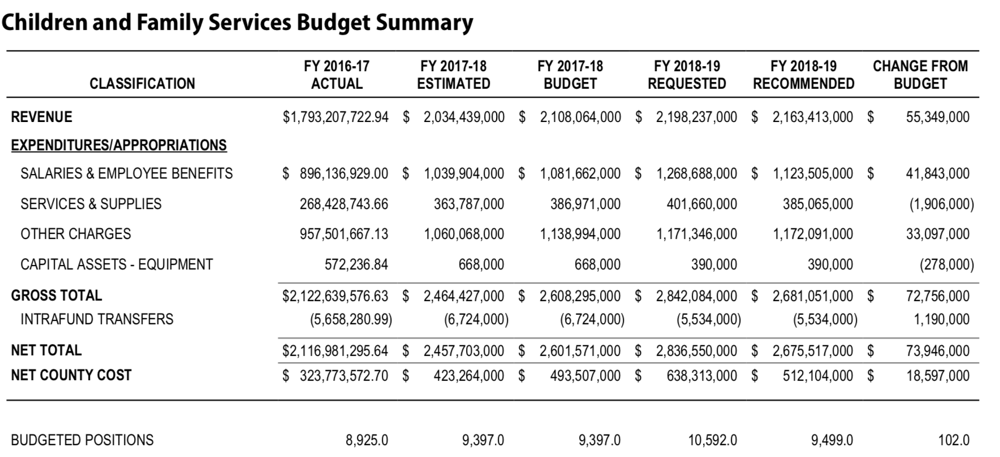 Children and Family Services Budget Summary
CLASSIFICATION FY 2016-17 ACTUAL FY 2017-18 ESTIMATED FY 2017-18 BUDGET FY 2018-19 REQUESTED FY 2018-19 RECOMMENDED CHANGE FROM BUDGET
REVENUE $1,793,207,722.94 $ 2,034,439,000 $ 2,108,064,000 $ 2,198,237,000 $ 2,163,413,000 $ 55,349,000
EXPENDITURES/APPROPRIATIONS
SALARIES & EMPLOYEE BENEFITS $ 896,136,929.00 $ 1,039,904,000 $ 1,081,662,000 $ 1,268,688,000 $ 1,123,505,000 $ 41,843,000
SERVICES & SUPPLIES 268,428,743.66 363,787,000 386,971,000 401,660,000 385,065,000 (1,906,000)
OTHER CHARGES 957,501,667.13 1,060,068,000 1,138,994,000 1,171,346,000 1,172,091,000 33,097,000
CAPITAL ASSETS - EQUIPMENT 572,236.84 668,000 668,000 390,000 390,000 (278,000)
GROSS TOTAL $2,122,639,576.63 $ 2,464,427,000 $ 2,608,295,000 $ 2,842,084,000 $ 2,681,051,000 $ 72,756,000
INTRAFUND TRANSFERS (5,658,280.99) (6,724,000) (6,724,000) (5,534,000) (5,534,000) 1,190,000
NET TOTAL $2,116,981,295.64 $ 2,457,703,000 $ 2,601,571,000 $ 2,836,550,000 $ 2,675,517,000 $ 73,946,000
NET COUNTY COST $ 323,773,572.70 $ 423,264,000 $ 493,507,000 $ 638,313,000 $ 512,104,000 $ 18,597,000
BUDGETED POSITIONS 8,925.0 9,397.0 9,397.0 10,592.0 9,499.0 102.0